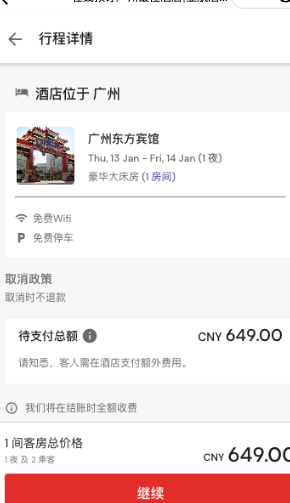 行程详情
酒店位于 广州
广州东方宾馆
Thu, 13 Jan - Fri, 14 Jan (1 夜)
豪华大床房 (1 房间)
免费Wifi
P 免费停车
取消政策
取消时不退款
待支付总额
CNY 649.00
请知悉，客人需在酒店支付额外费用。
我们将在结账时全额收费
1 间客房总价格
1 夜 及 2 乘客
CNY 649.00
继续